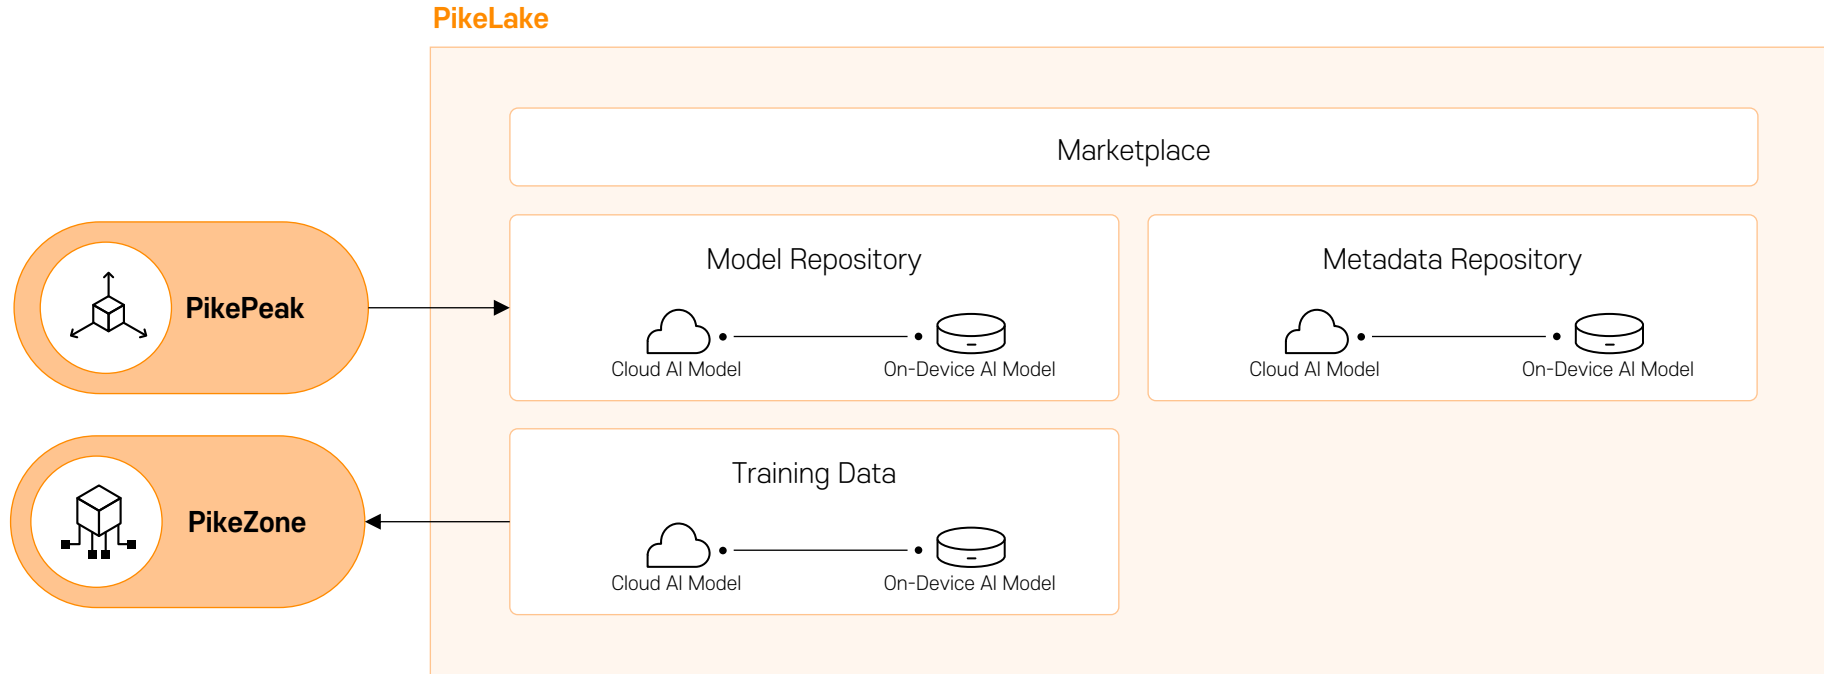 PikeLake
Marketplace
Model Repository
Cloud AI Model
On-Device AI Model
Metadata Repository
Cloud AI Model
On-Device AI Model
PikePeak
Training Data
Cloud AI Model
On-Device AI Model
PikeZone